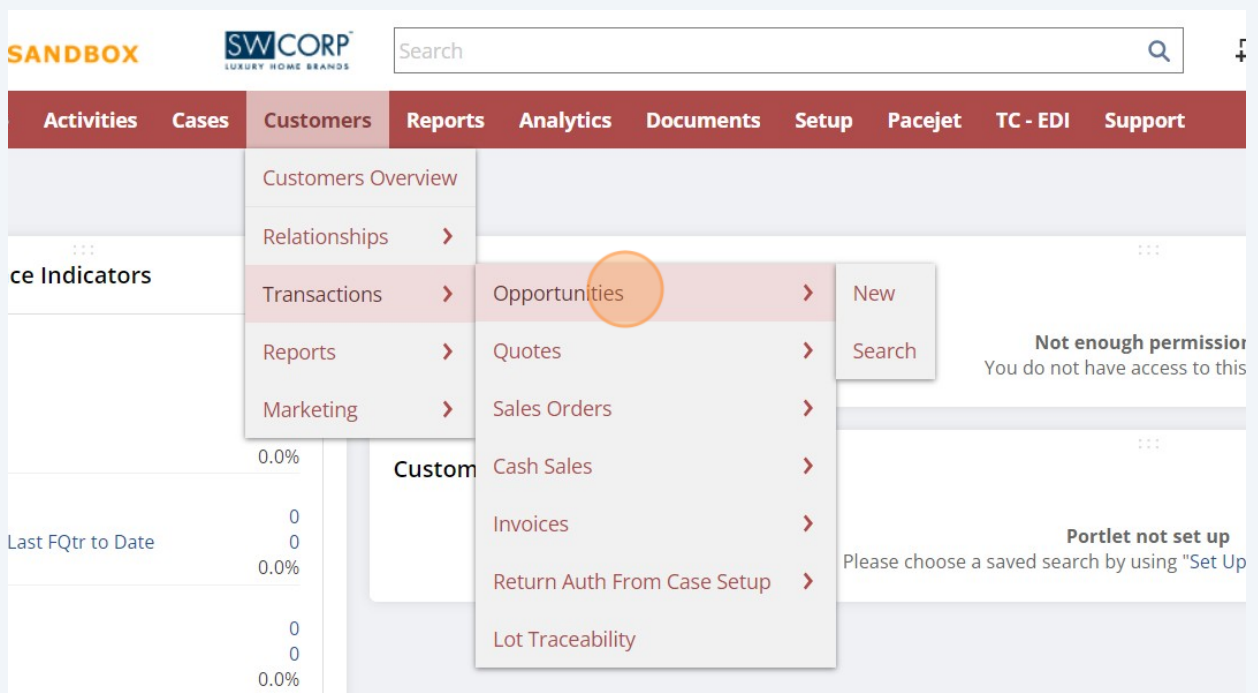 SANDBOX
SWCORP
LUXURY HOME BRANDS
Search
Activities Cases Customers Reports Analytics Documents Setup Pacejet TC - EDI Support
Customers Overview
Relationships
ce Indicators
Transactions
Opportunities
New
Reports
Quotes
Search
Not enough permission
You do not have access to this
Marketing
Sales Orders
0.0%
Custom
Cash Sales
0
Invoices
Last FQtr to Date
0
Portlet not set up
0.0%
Please choose a saved search by using "Set Up
Return Auth From Case Setup
0
Lot Traceability
0
0.0%